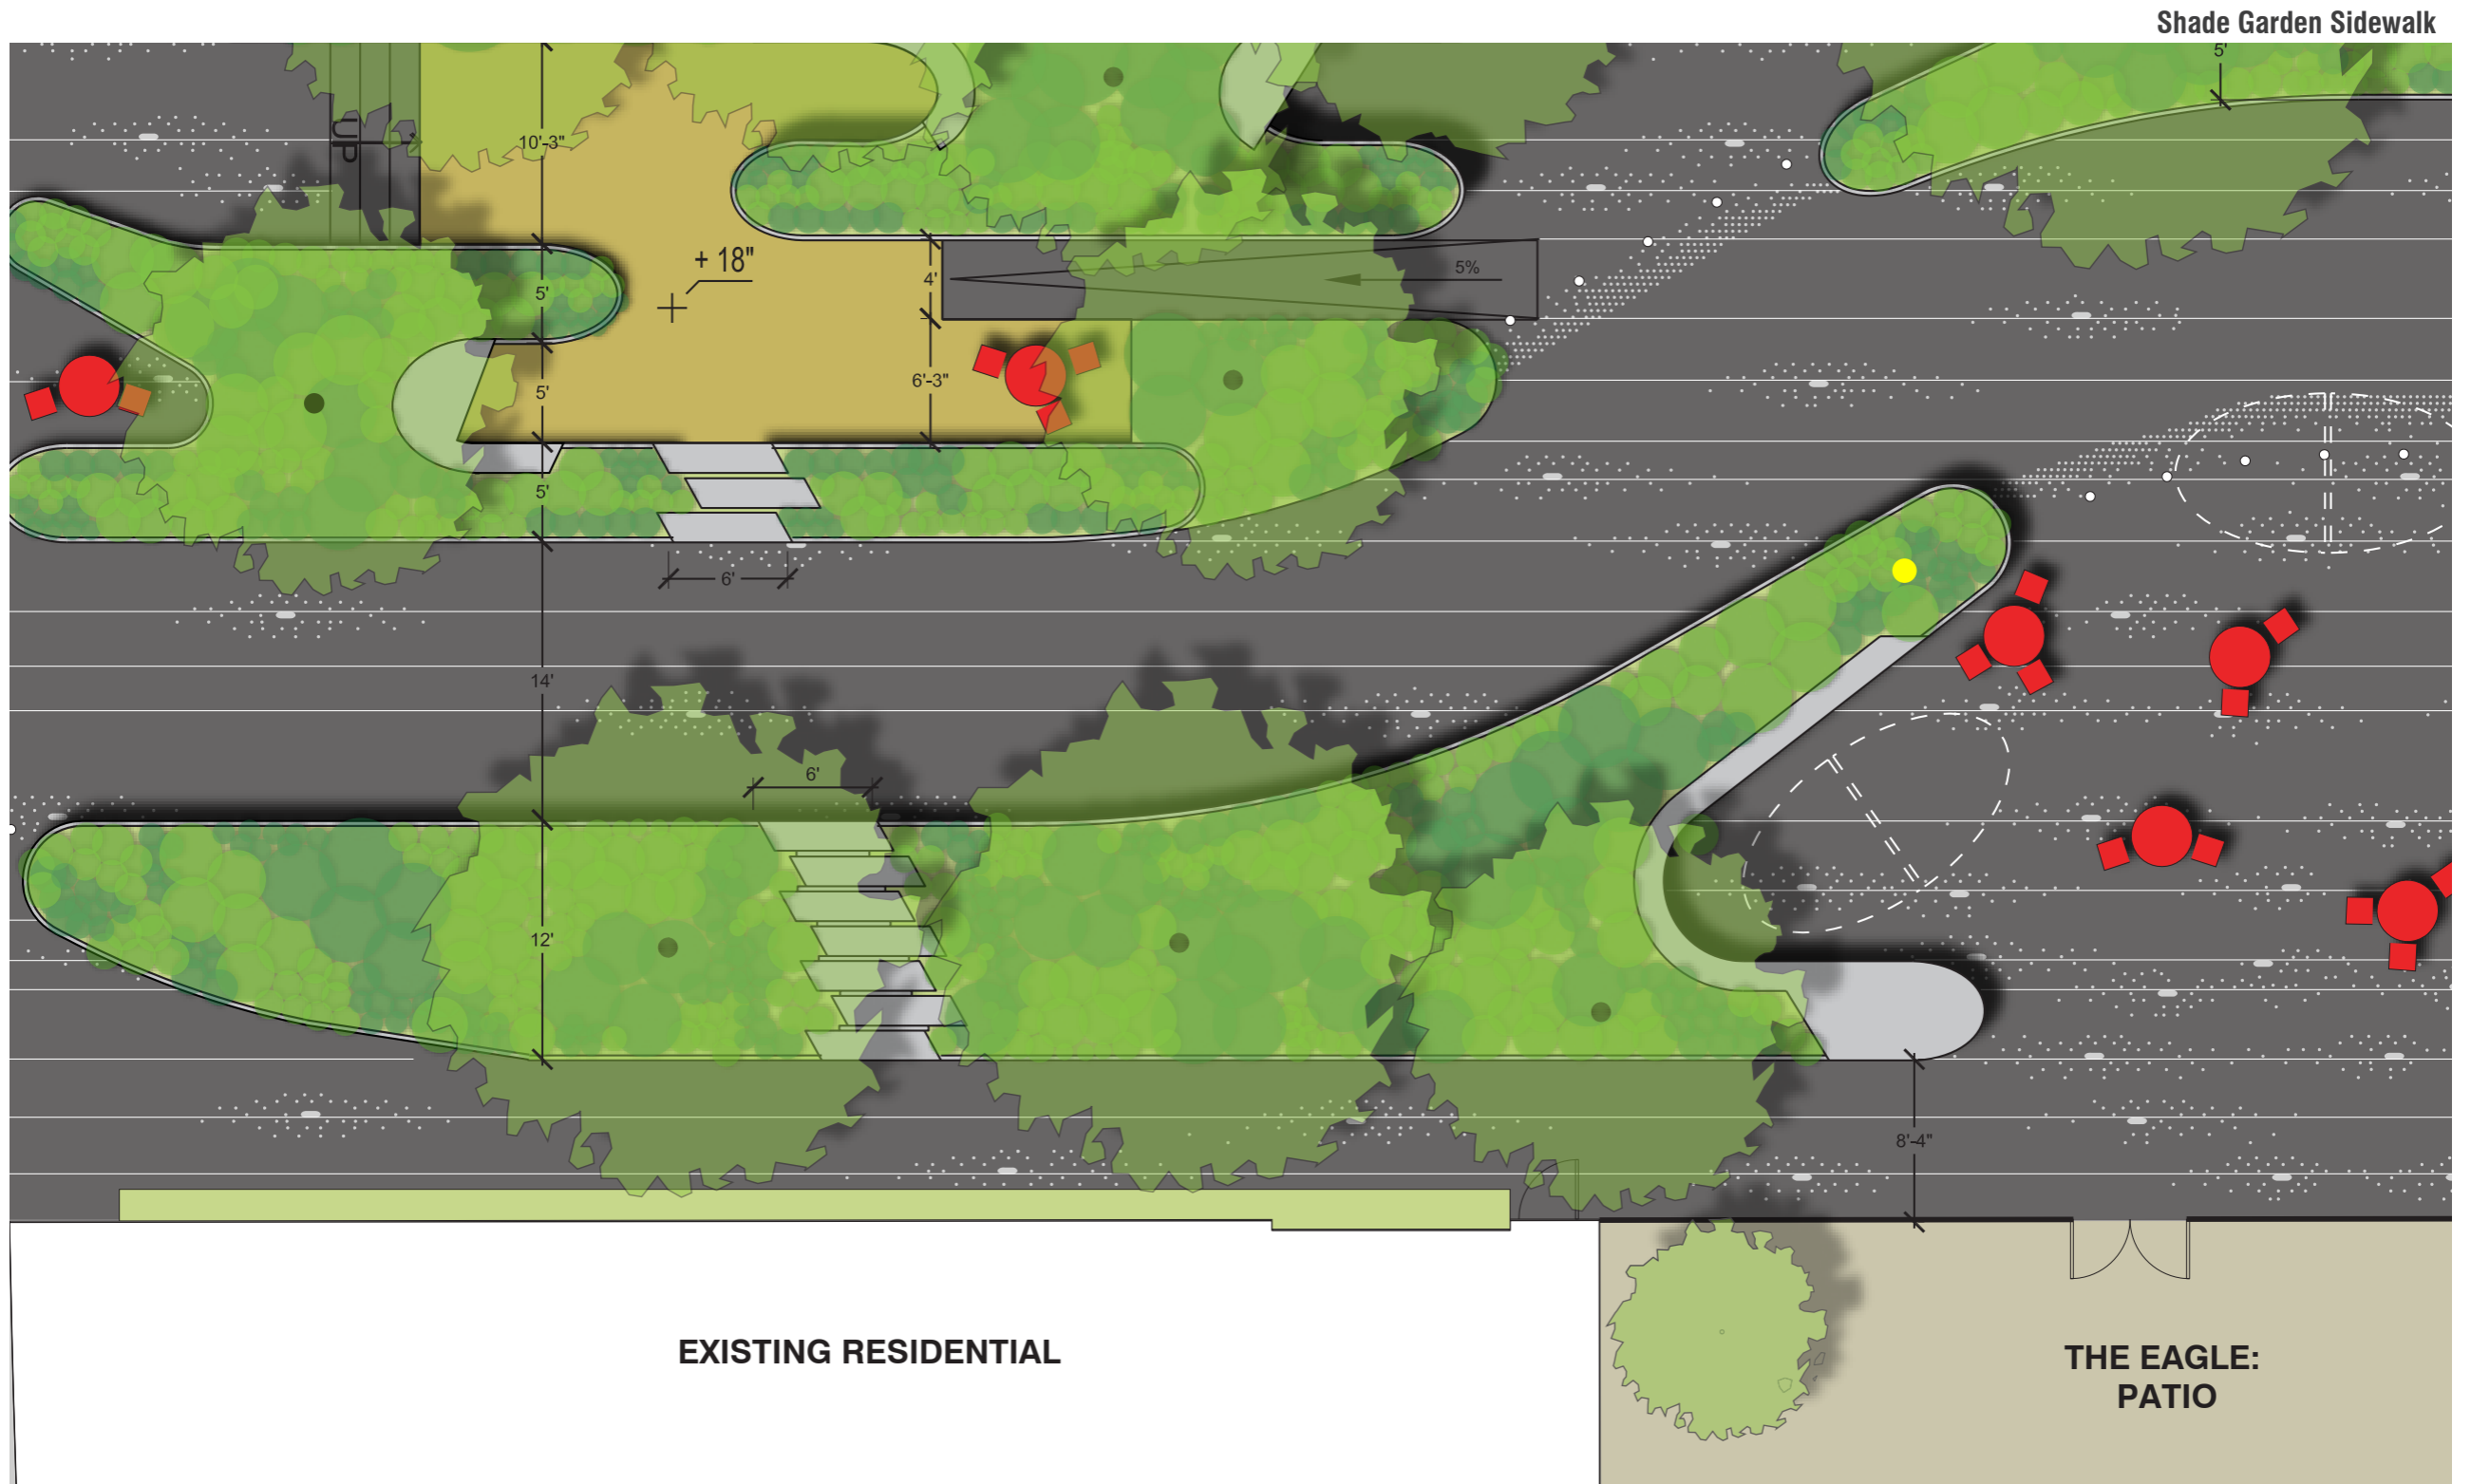 Shade Garden Sidewalk
5'
UP
10'-3"
+ 18"
5%
4'
5'
6'-3"
5'
5'
6'
14'
6'
12'
8'-4"
EXISTING RESIDENTIAL
THE EAGLE:
PATIO